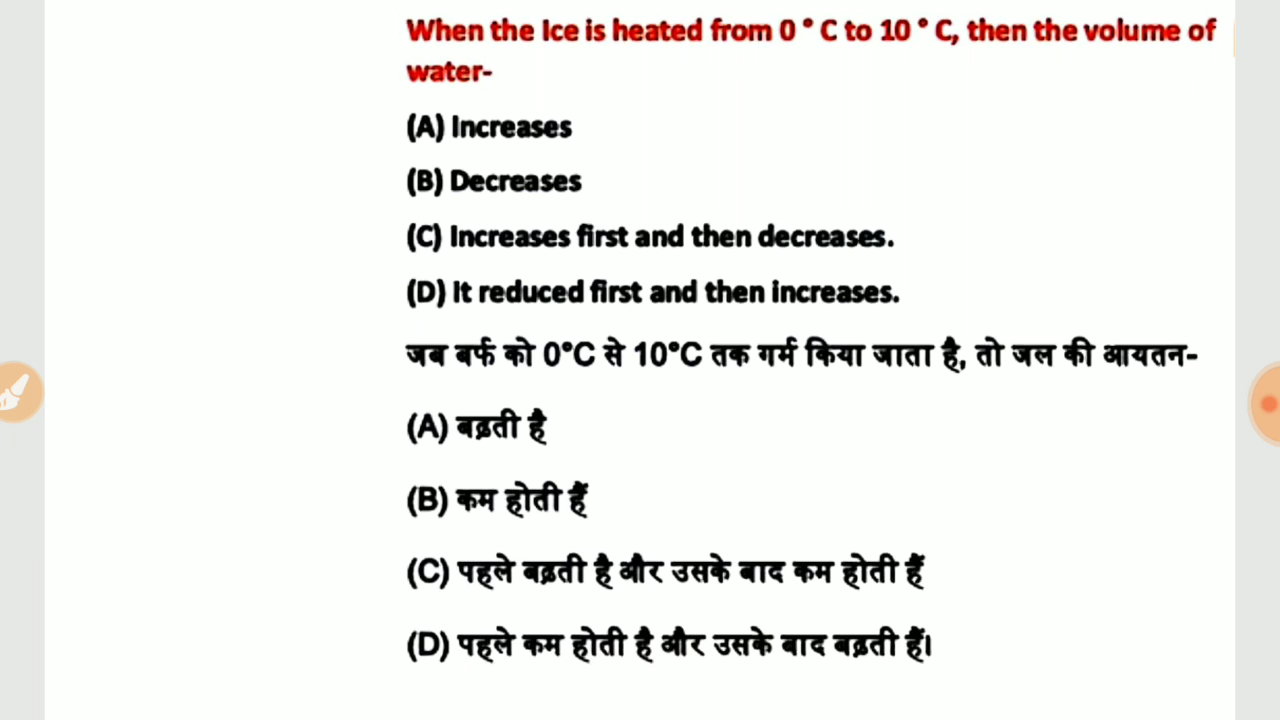 When the Ice is heated from 0 ° C to 10 ° C, then the volume of
water-
(A) Increases
(B) Decreases
(C) Increases first and then decreases.
(D) It reduced first and then increases.
जब बर्फ को 0°C से 10°C तक गर्म किया जाता है, तो जल की आयतन-
(A) बढ़ती है
(B) कम होती हैं
(C) पहले बढ़ती है और उसके बाद कम होती हैं
(D) पहले कम होती है और उसके बाद बढ़ती हैं।